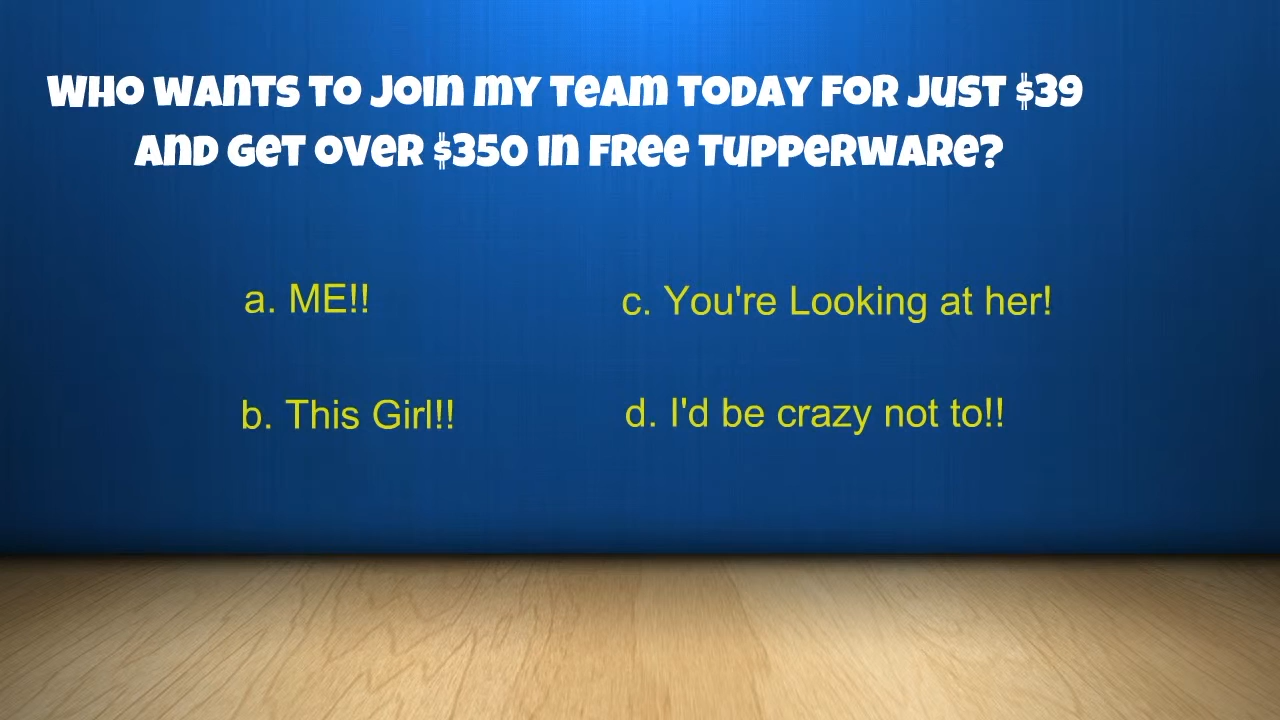 WHO WANTS TO JOIN MY TEAM TODAY FOR JUST $39
AND GET OVER $350 IN FREE TUPPERWARE?
a. ME!!
b. This Girl!!
c. You're Looking at her!
d. I'd be crazy not to!!